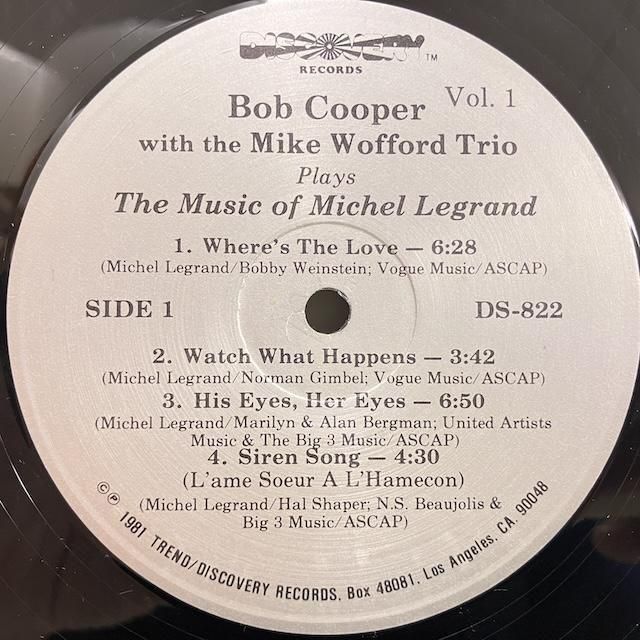 DISCOVERY TM
RECORDS
Bob Cooper Vol. 1
with the Mike Wofford Trio
Plays
The Music of Michel Legrand
1. Where's The Love — 6:28
(Michel Legrand/Bobby Weinstein; Vogue Music/ASCAP)
SIDE 1 DS-822
2. Watch What Happens — 3:42
(Michel Legrand/Norman Gimbel; Vogue Music/ASCAP)
3. His Eyes, Her Eyes — 6:50
(Michel Legrand/Marilyn & Alan Bergman; United Artists
Music & The Big 3 Music/ASCAP)
4. Siren Song — 4:30
(L'ame Soeur A L'Hamecon)
(Michel Legrand/Hal Shaper; N.S. Beaujolis &
Big 3 Music/ASCAP)
©℗ 1981 TREND/DISCOVERY RECORDS, Box 48081, Los Angeles, CA. 90048